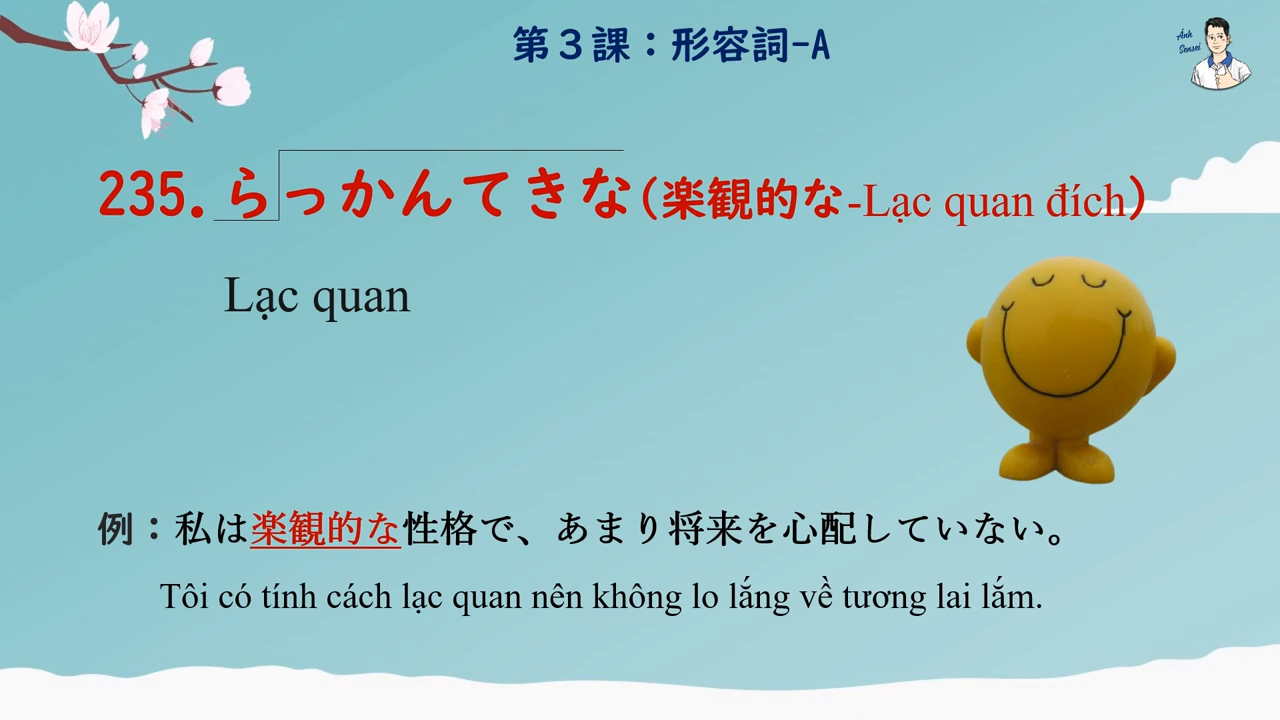 第３課：形容詞-A
Anh
Sensei
235. らっかんてきな(楽観的な-Lạc quan đích)
Lạc quan
例：私は楽観的な性格で、あまり将来を心配していない。
Tôi có tính cách lạc quan nên không lo lắng về tương lai lắm.